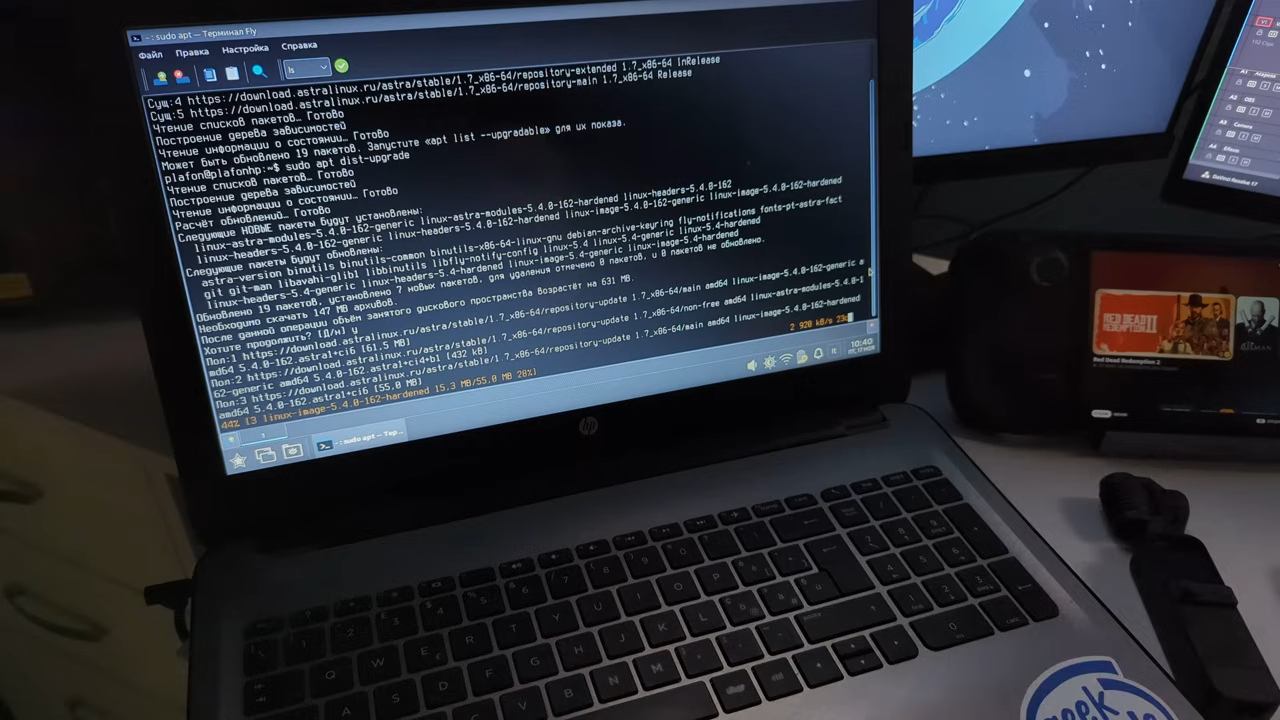 ~ : sudo apt — Терминал Fly
Файл Правка Настройка Справка
ls
Сущ:4 https://download.astralinux.ru/astra/stable/1.7_x86-64/repository-extended 1.7_x86-64 InRelease
Сущ:5 https://download.astralinux.ru/astra/stable/1.7_x86-64/repository-main 1.7_x86-64 Release
Чтение списков пакетов… Готово
Построение дерева зависимостей
Чтение информации о состоянии… Готово
Может быть обновлено 19 пакетов. Запустите «apt list --upgradable» для их показа.
plafon@plafonhp:~$ sudo apt dist-upgrade
Чтение списков пакетов… Готово
Построение дерева зависимостей
Чтение информации о состоянии… Готово
Расчёт обновлений… Готово
Следующие НОВЫЕ пакеты будут установлены:
linux-astra-modules-5.4.0-162-generic linux-astra-modules-5.4.0-162-hardened linux-headers-5.4.0-162
linux-headers-5.4.0-162-generic linux-headers-5.4.0-162-hardened linux-image-5.4.0-162-generic linux-image-5.4.0-162-hardened
Следующие пакеты будут обновлены:
astra-version binutils binutils-common binutils-x86-64-linux-gnu debian-archive-keyring fly-notifications fonts-pt-astra-fact
git git-man libavahi-glib1 libbinutils libfly-notify-config linux-5.4 linux-5.4-generic linux-5.4-hardened
linux-headers-5.4-generic linux-headers-5.4-hardened linux-image-5.4-generic linux-image-5.4-hardened
Обновлено 19 пакетов, установлено 7 новых пакетов, для удаления отмечено 0 пакетов, и 0 пакетов не обновлено.
Необходимо скачать 147 MB архивов.
После данной операции объём занятого дискового пространства возрастёт на 631 MB.
Хотите продолжить? [Д/н] y
Пол:1 https://download.astralinux.ru/astra/stable/1.7_x86-64/repository-update 1.7_x86-64/main amd64 linux-image-5.4.0-162-generic a
md64 5.4.0-162.astra1+ci6 [61.5 MB]
Пол:2 https://download.astralinux.ru/astra/stable/1.7_x86-64/repository-update 1.7_x86-64/non-free amd64 linux-astra-modules-5.4.0-1
62-generic amd64 5.4.0-162.astra1+ci4+b1 [432 kB]
Пол:3 https://download.astralinux.ru/astra/stable/1.7_x86-64/repository-update 1.7_x86-64/main amd64 linux-image-5.4.0-162-hardened
amd64 5.4.0-162.astra1+ci6 [55.0 MB]
44% [3 linux-image-5.4.0-162-hardened 15.3 MB/55.0 MB 28%] 2 920 kB/s 23с
1
~ : sudo apt — Тер...
10:40
hp
RED DEAD
REDEMPTION II
Red Dead Redemption 2
DaVinci Resolve 17
Q W E R T Y U I O P
A S D F G H J K L
B N M
geek